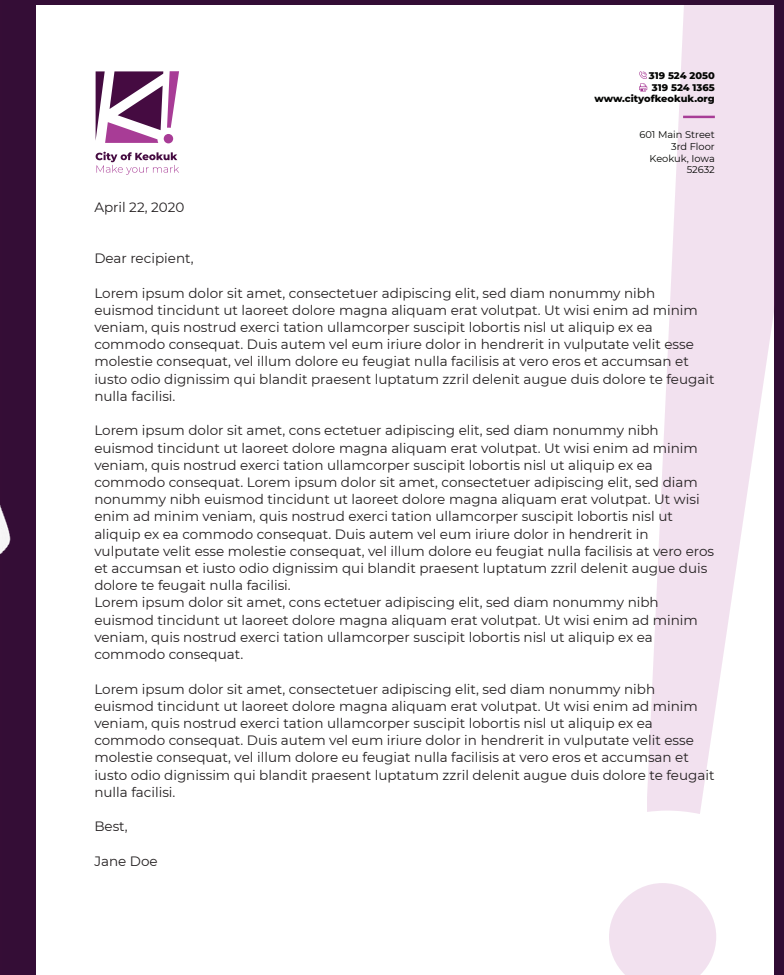 K!
City of Keokuk
Make your mark
319 524 2050
319 524 1365
www.cityofkeokuk.org
601 Main Street
3rd Floor
Keokuk, Iowa
52632
April 22, 2020
Dear recipient,
Lorem ipsum dolor sit amet, consectetuer adipiscing elit, sed diam nonummy nibh
euismod tincidunt ut laoreet dolore magna aliquam erat volutpat. Ut wisi enim ad minim
veniam, quis nostrud exerci tation ullamcorper suscipit lobortis nisl ut aliquip ex ea
commodo consequat. Duis autem vel eum iriure dolor in hendrerit in vulputate velit esse
molestie consequat, vel illum dolore eu feugiat nulla facilisis at vero eros et accumsan et
iusto odio dignissim qui blandit praesent luptatum zzril delenit augue duis dolore te feugait
nulla facilisi.
Lorem ipsum dolor sit amet, cons ectetuer adipiscing elit, sed diam nonummy nibh
euismod tincidunt ut laoreet dolore magna aliquam erat volutpat. Ut wisi enim ad minim
veniam, quis nostrud exerci tation ullamcorper suscipit lobortis nisl ut aliquip ex ea
commodo consequat. Lorem ipsum dolor sit amet, consectetuer adipiscing elit, sed diam
nonummy nibh euismod tincidunt ut laoreet dolore magna aliquam erat volutpat. Ut wisi
enim ad minim veniam, quis nostrud exerci tation ullamcorper suscipit lobortis nisl ut
aliquip ex ea commodo consequat. Duis autem vel eum iriure dolor in hendrerit in
vulputate velit esse molestie consequat, vel illum dolore eu feugiat nulla facilisis at vero eros
et accumsan et iusto odio dignissim qui blandit praesent luptatum zzril delenit augue duis
dolore te feugait nulla facilisi.
Lorem ipsum dolor sit amet, cons ectetuer adipiscing elit, sed diam nonummy nibh
euismod tincidunt ut laoreet dolore magna aliquam erat volutpat. Ut wisi enim ad minim
veniam, quis nostrud exerci tation ullamcorper suscipit lobortis nisl ut aliquip ex ea
commodo consequat.
Lorem ipsum dolor sit amet, consectetuer adipiscing elit, sed diam nonummy nibh
euismod tincidunt ut laoreet dolore magna aliquam erat volutpat. Ut wisi enim ad minim
veniam, quis nostrud exerci tation ullamcorper suscipit lobortis nisl ut aliquip ex ea
commodo consequat. Duis autem vel eum iriure dolor in hendrerit in vulputate velit esse
molestie consequat, vel illum dolore eu feugiat nulla facilisis at vero eros et accumsan et
iusto odio dignissim qui blandit praesent luptatum zzril delenit augue duis dolore te feugait
nulla facilisi.
Best,
Jane Doe